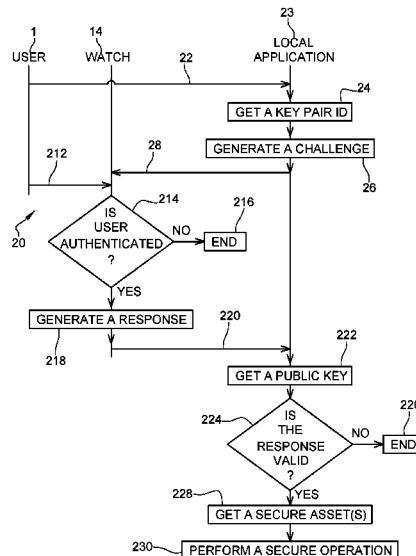 1
14
23
USER
WATCH
LOCAL
APPLICATION
22
24
GET A KEY PAIR ID
28
GENERATE A CHALLENGE
26
212
214
20
IS
USER
AUTHENTICATED
?
NO
216
END
YES
GENERATE A RESPONSE
218
220
222
GET A PUBLIC KEY
224
IS
THE
RESPONSE
VALID
?
NO
226
END
YES
228
GET A SECURE ASSET(S)
230
PERFORM A SECURE OPERATION